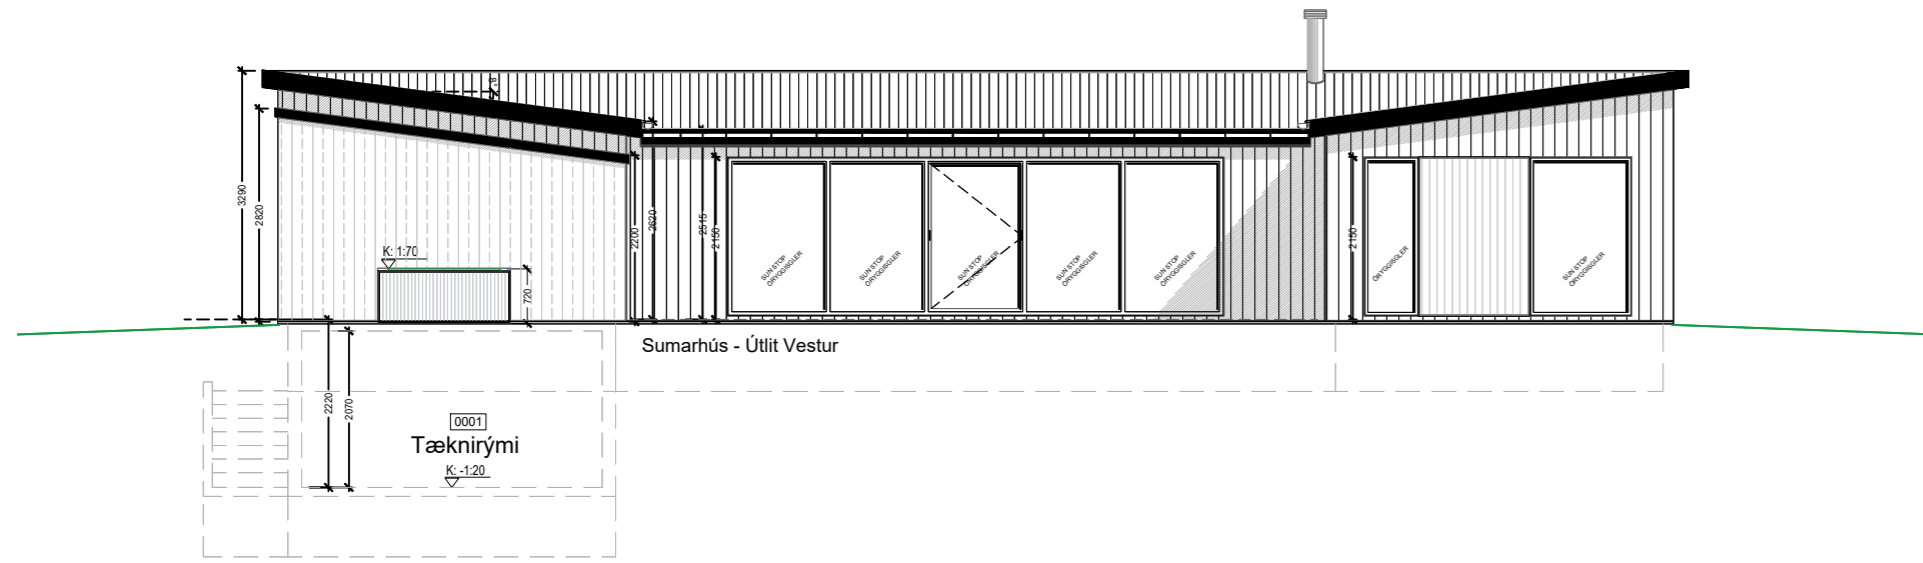 8°
3290
2820
K: 1:70
720
2200
2620
2515
2150
SUN STOP
ÖRYGGISGLER
SUN STOP
ÖRYGGISGLER
SUN STOP
ÖRYGGISGLER
SUN STOP
ÖRYGGISGLER
SUN STOP
ÖRYGGISGLER
2150
ÖRYGGISGLER
SUN STOP
ÖRYGGISGLER
Sumarhús - Útlit Vestur
2220
2070
0001
Tæknirými
K: -1:20